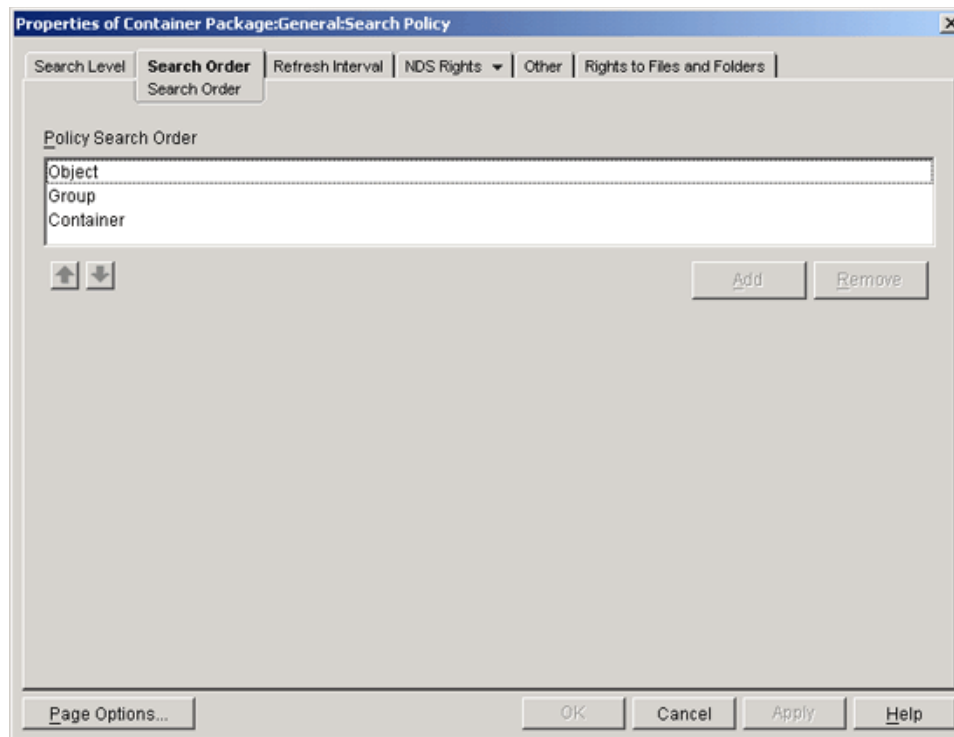 Properties of Container Package:General:Search Policy
Search Level Search Order Refresh Interval NDS Rights Other Rights to Files and Folders
Search Order
Policy Search Order
Object
Group
Container
Add Remove
Page Options... OK Cancel Apply Help